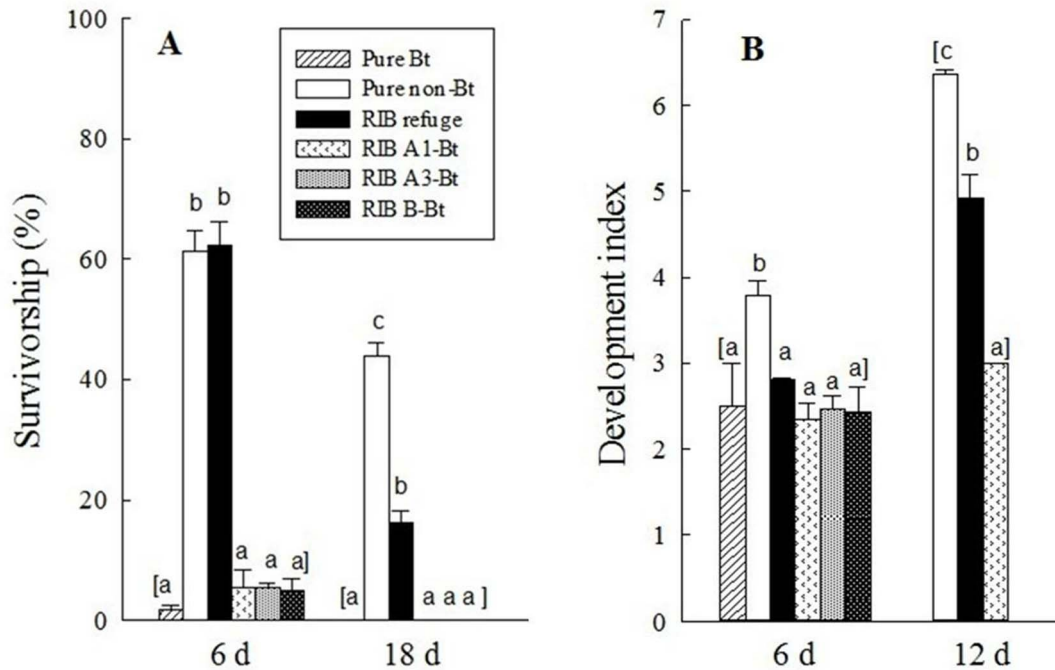 A
Survivorship (%)
100
80
60
40
20
0
Pure Bt
Pure non-Bt
RIB refuge
RIB A1-Bt
RIB A3-Bt
RIB B-Bt
[a b b a a a]
[a c b a a a ]
6 d 18 d
B
Development index
7
6
5
4
3
2
1
0
[a b a a a a]
[c b a]
6 d 12 d